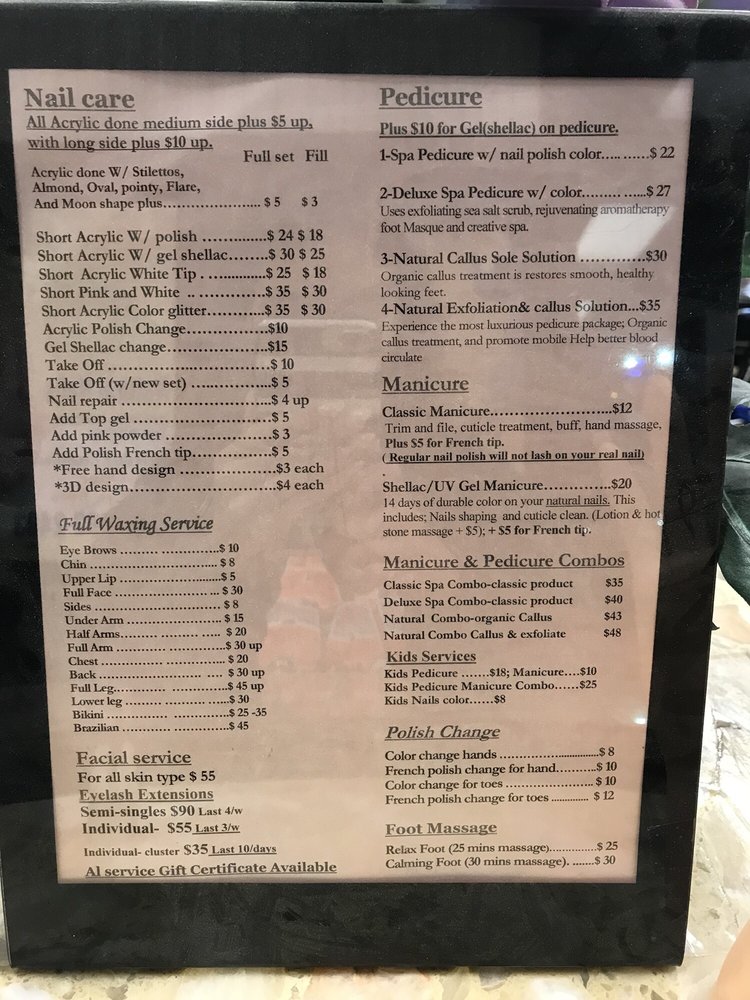 Nail care
All Acrylic done medium side plus $5 up,
with long side plus $10 up.
Full set Fill
Acrylic done W/ Stilettos,
Almond, Oval, pointy, Flare,
And Moon shape plus...................... $ 5 $ 3
Short Acrylic W/ polish ..............$ 24 $ 18
Short Acrylic W/ gel shellac........$ 30 $ 25
Short Acrylic White Tip . .............$ 25 $ 18
Short Pink and White .. .............$ 35 $ 30
Short Acrylic Color glitter............$ 35 $ 30
Acrylic Polish Change.................$10
Gel Shellac change.....................$15
Take Off ..................................$ 10
Take Off (w/new set) .................$ 5
Nail repair ................................$ 4 up
Add Top gel .............................$ 5
Add pink powder ......................$ 3
Add Polish French tip.................$ 5
*Free hand design ....................$3 each
*3D design..............................$4 each
Full Waxing Service
Eye Brows ......... ..............$ 10
Chin ................................. $ 8
Upper Lip ..........................$ 5
Full Face ........................... $ 30
Sides ................................ $ 8
Under Arm ....................... $ 15
Half Arms........... ........ ..... $ 20
Full Arm ............. .............$ 30 up
Chest ............... ............. $ 20
Back ....................... .... $ 30 up
Full Leg............ .............$ 45 up
Lower leg .......... ........ .....$ 30
Bikini .............. .............$ 25 -35
Brazilian ..........................$ 45
Facial service
For all skin type $ 55
Eyelash Extensions
Semi-singles $90 Last 4/w
Individual- $55 Last 3/w
Individual- cluster $35 Last 10/days
Al service Gift Certificate Available
Pedicure
Plus $10 for Gel(shellac) on pedicure.
1-Spa Pedicure w/ nail polish color..... ......$ 22
2-Deluxe Spa Pedicure w/ color......... ......$ 27
Uses exfoliating sea salt scrub, rejuvenating aromatherapy
foot Masque and creative spa.
3-Natural Callus Sole Solution .............$30
Organic callus treatment is restores smooth, healthy
looking feet.
4-Natural Exfoliation& callus Solution...$35
Experience the most luxurious pedicure package; Organic
callus treatment, and promote mobile Help better blood
circulate
Manicure
Classic Manicure..........................$12
Trim and file, cuticle treatment, buff, hand massage,
Plus $5 for French tip.
( Regular nail polish will not lash on your real nail)
.
Shellac/UV Gel Manicure...............$20
14 days of durable color on your natural nails. This
includes; Nails shaping and cuticle clean. (Lotion & hot
stone massage + $5); + $5 for French tip.
Manicure & Pedicure Combos
Classic Spa Combo-classic product $35
Deluxe Spa Combo-classic product $40
Natural Combo-organic Callus $43
Natural Combo Callus & exfoliate $48
Kids Services
Kids Pedicure .......$18; Manicure....$10
Kids Pedicure Manicure Combo......$25
Kids Nails color......$8
Polish Change
Color change hands ..........................$ 8
French polish change for hand..........$ 10
Color change for toes ....................... $ 10
French polish change for toes ............. $ 12
Foot Massage
Relax Foot (25 mins massage)...............$ 25
Calming Foot (30 mins massage). .......$ 30